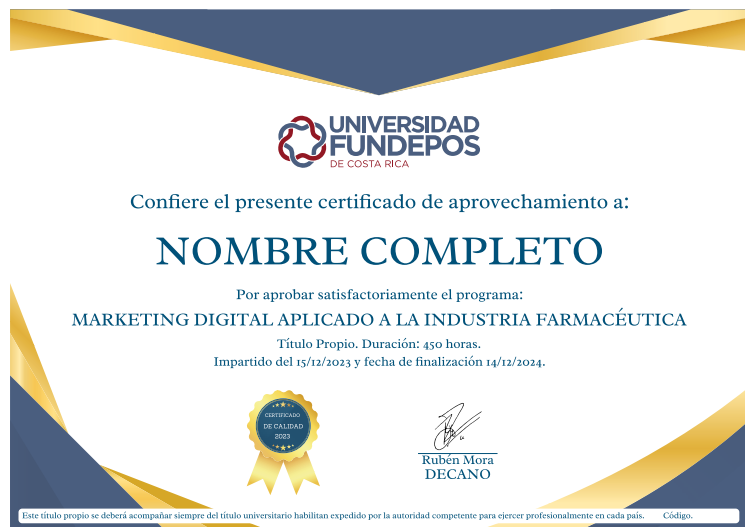 UNIVERSIDAD
FUNDEPOS
DE COSTA RICA
Confiere el presente certificado de aprovechamiento a:
NOMBRE COMPLETO
Por aprobar satisfactoriamente el programa:
MARKETING DIGITAL APLICADO A LA INDUSTRIA FARMACÉUTICA
Título Propio. Duración: 450 horas.
Impartido del 15/12/2023 y fecha de finalización 14/12/2024.
CERTIFICADO
DE CALIDAD
2023
Rubén Mora
DECANO
Este título propio se deberá acompañar siempre del título universitario habilitan expedido por la autoridad competente para ejercer profesionalmente en cada país. Código.